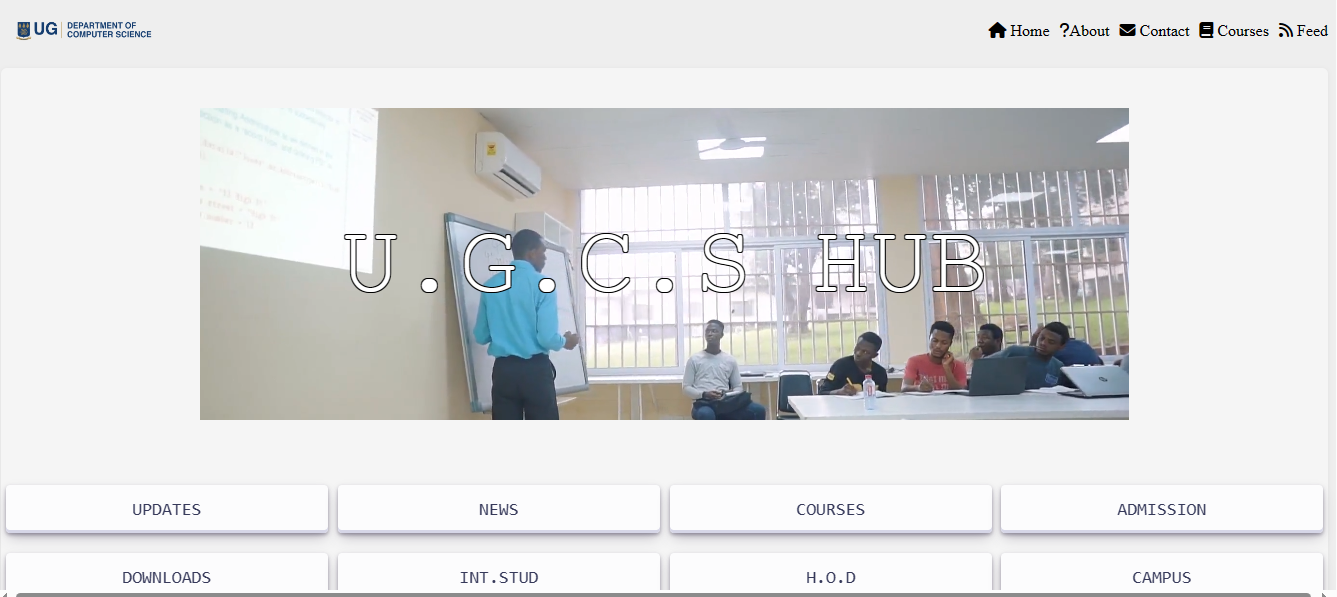 UG DEPARTMENT OF
COMPUTER SCIENCE
Home ?About Contact Courses Feed
U.G.C.S HUB
UPDATES NEWS COURSES ADMISSION
DOWNLOADS INT.STUD H.O.D CAMPUS